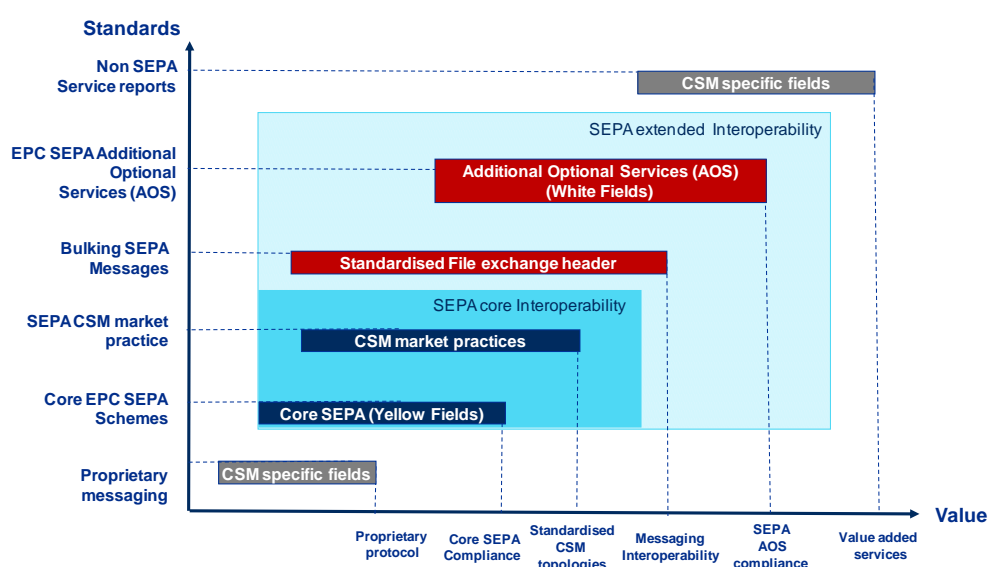 Standards
Non SEPA
Service reports
CSM specific fields
SEPA extended Interoperability
EPC SEPA Additional
Optional
Services (AOS)
Additional Optional Services (AOS)
(White Fields)
Bulking SEPA
Messages
Standardised File exchange header
SEPA core Interoperability
SEPA CSM market
practice
CSM market practices
Core EPC SEPA
Schemes
Core SEPA (Yellow Fields)
Proprietary
messaging
CSM specific fields
Value
Proprietary
protocol
Core SEPA
Compliance
Standardised
CSM
topologies
Messaging
Interoperability
SEPA
AOS
compliance
Value added
services